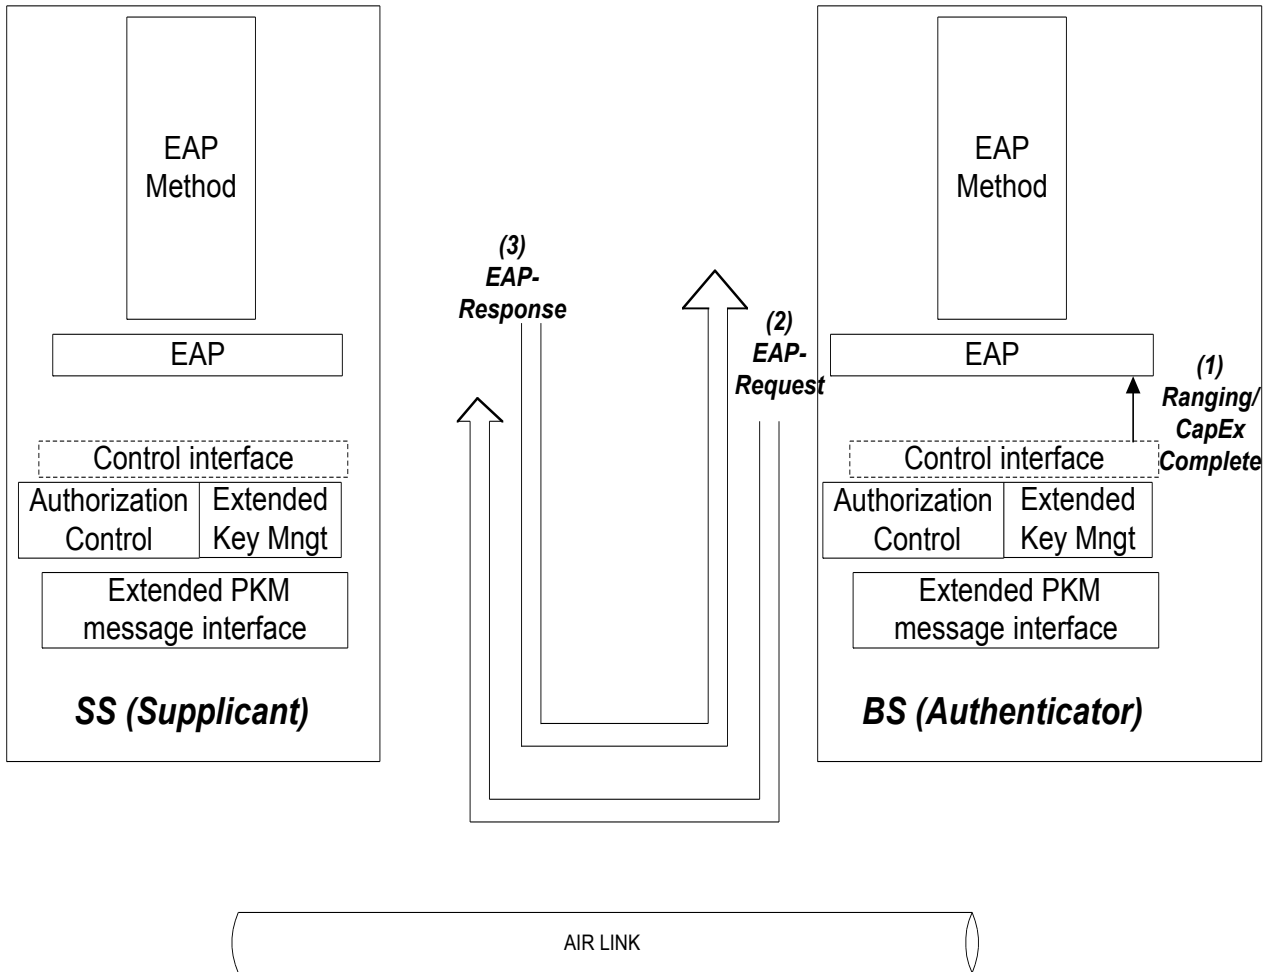 EAP
Method
EAP
Control interface
Authorization
Control
Extended
Key Mngt
Extended PKM
message interface
SS (Supplicant)
(3)
EAP-
Response
(2)
EAP-
Request
EAP
Method
EAP
(1)
Ranging/
CapEx
Complete
Control interface
Authorization
Control
Extended
Key Mngt
Extended PKM
message interface
BS (Authenticator)
AIR LINK